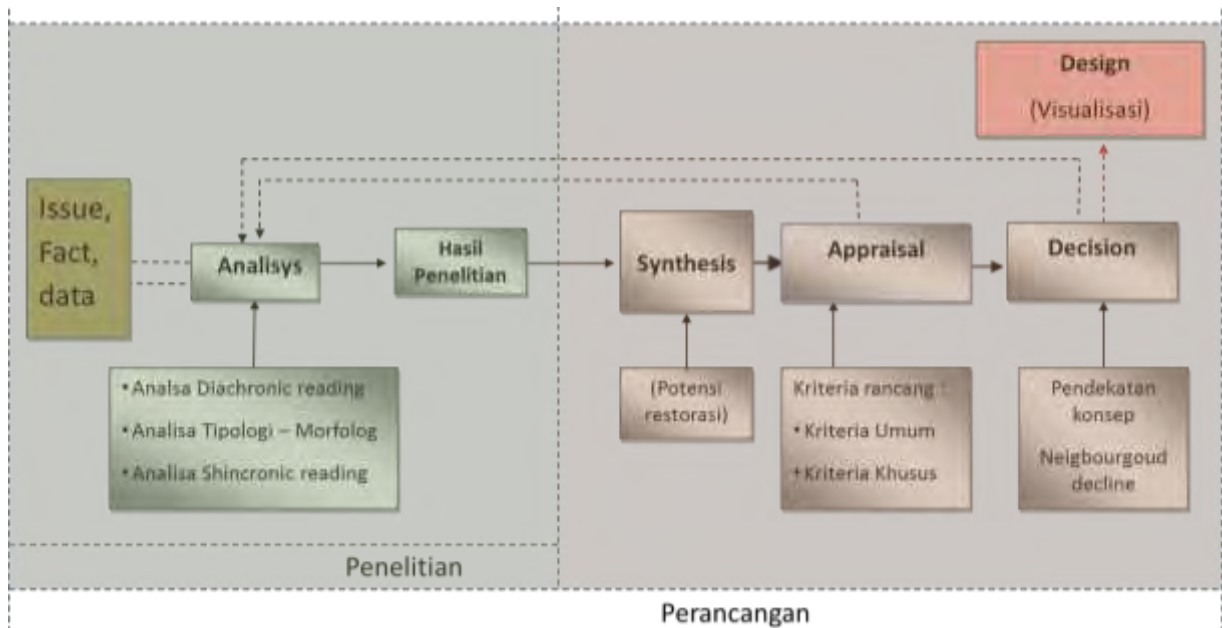 Design
(Visualisasi)
Issue,
Fact,
data
Analisys
Hasil
Penelitian
Synthesis
Appraisal
Decision
• Analsa Diachronic reading
• Analisa Tipologi – Morfolog
• Analisa Shincronic reading
(Potensi
restorasi)
Kriteria rancang :
• Kriteria Umum
• Kriteria Khusus
Pendekatan
konsep
Neigbourgoud
decline
Penelitian
Perancangan